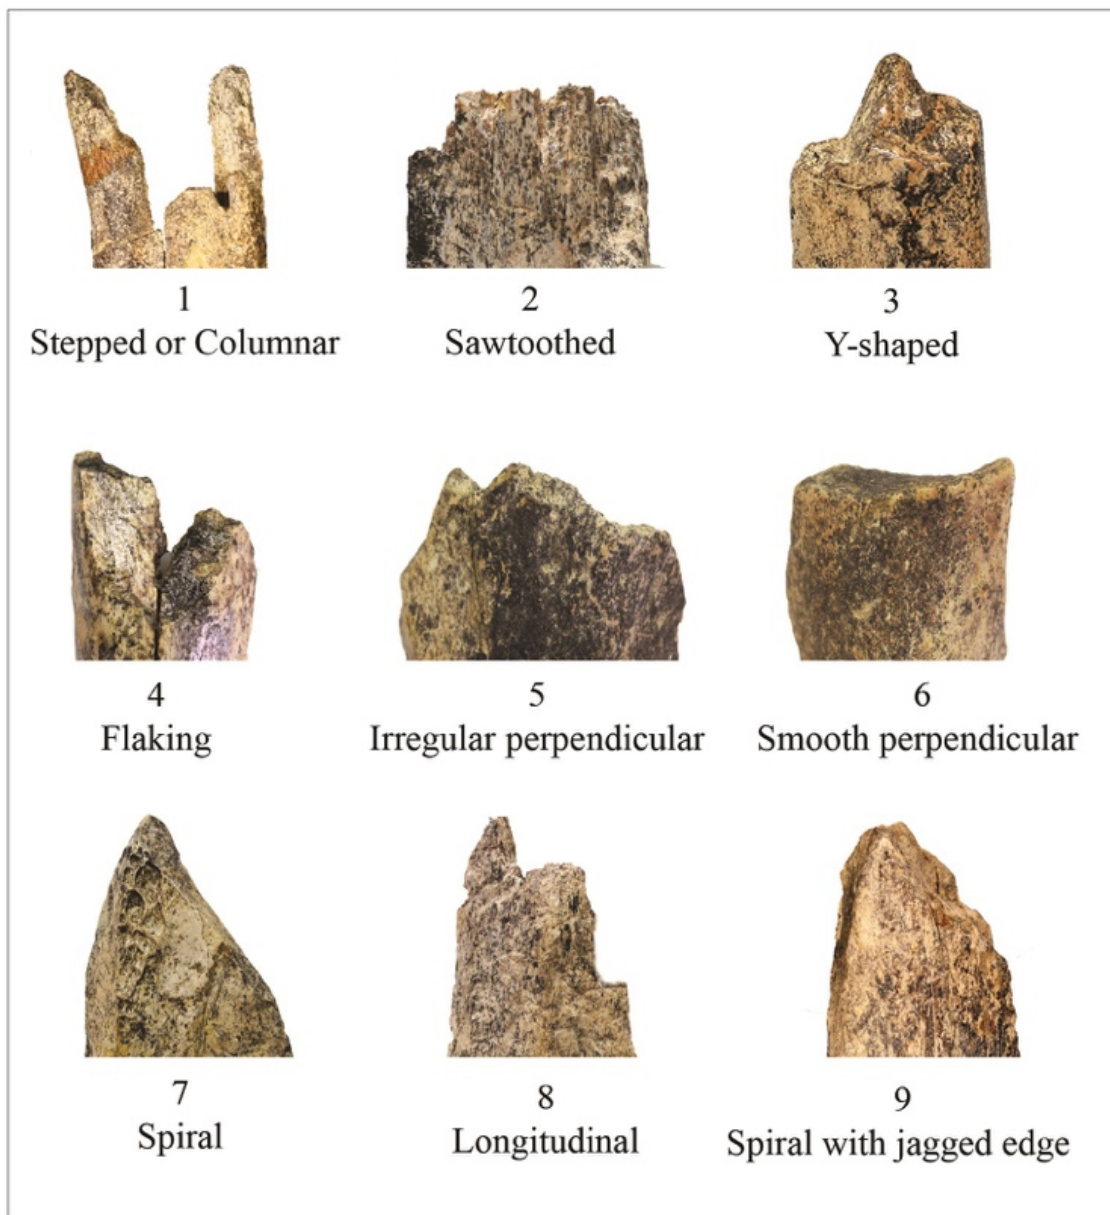 1
Stepped or Columnar
2
Sawtoothed
3
Y-shaped
4
Flaking
5
Irregular perpendicular
6
Smooth perpendicular
7
Spiral
8
Longitudinal
9
Spiral with jagged edge